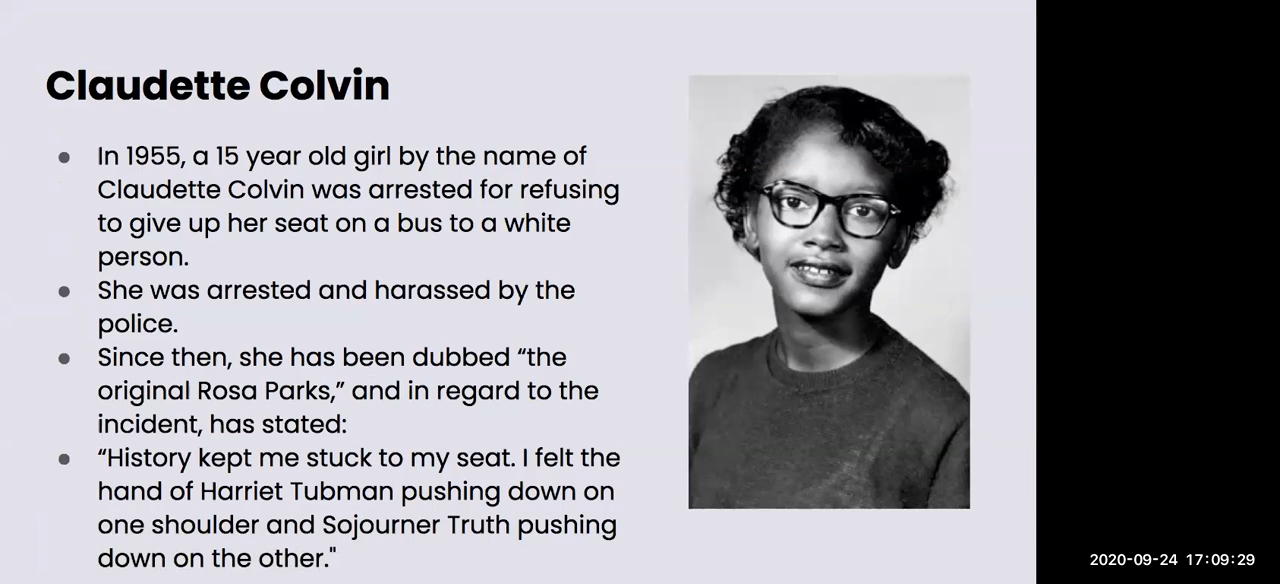 Claudette Colvin
● In 1955, a 15 year old girl by the name of
Claudette Colvin was arrested for refusing
to give up her seat on a bus to a white
person.
● She was arrested and harassed by the
police.
● Since then, she has been dubbed “the
original Rosa Parks,” and in regard to the
incident, has stated:
● “History kept me stuck to my seat. I felt the
hand of Harriet Tubman pushing down on
one shoulder and Sojourner Truth pushing
down on the other."
2020-09-24 17:09:29